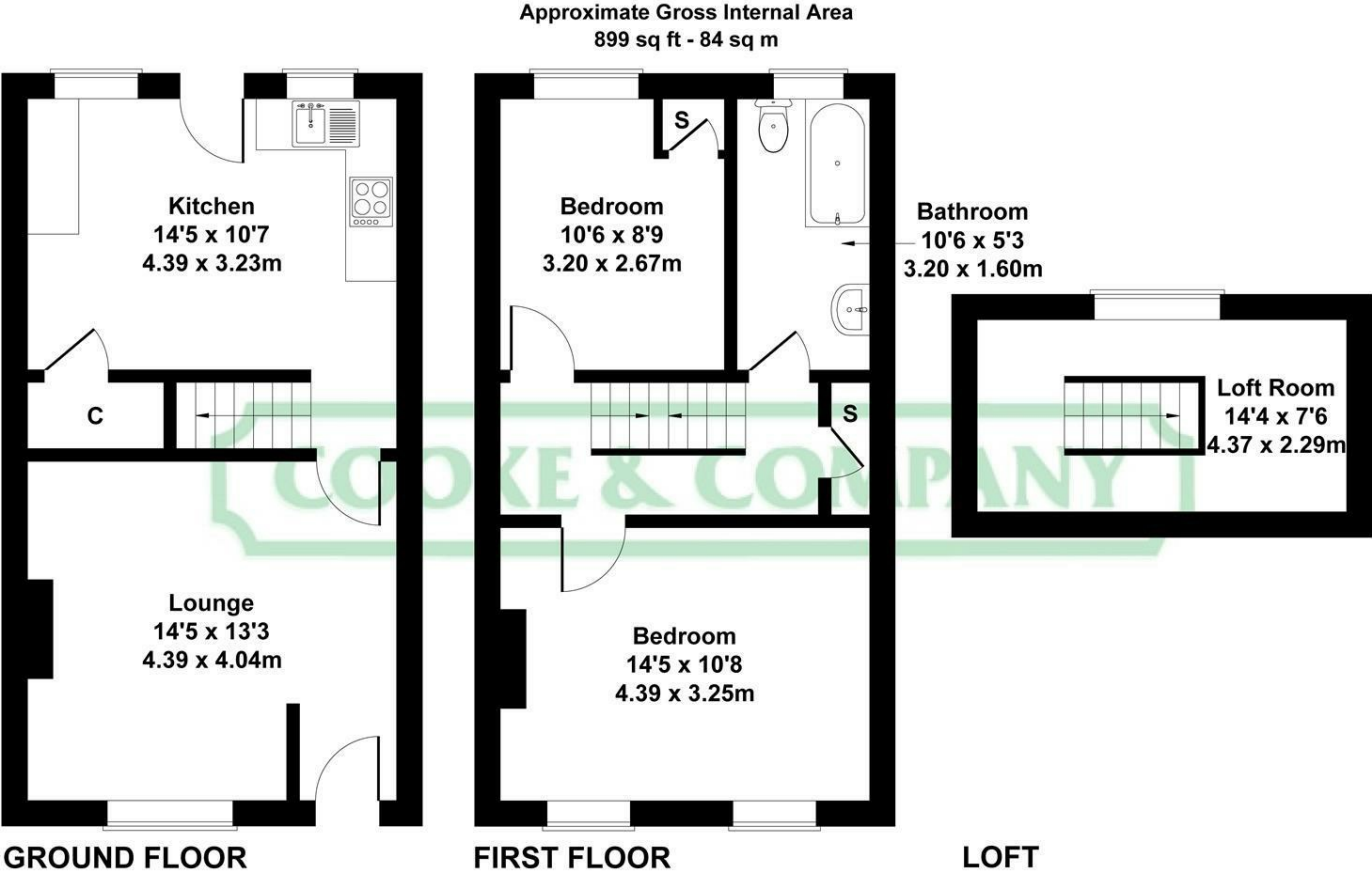 Approximate Gross Internal Area
899 sq ft - 84 sq m
Kitchen
14'5 x 10'7
4.39 x 3.23m
C
Lounge
14'5 x 13'3
4.39 x 4.04m
GROUND FLOOR
S
Bedroom
10'6 x 8'9
3.20 x 2.67m
Bathroom
10'6 x 5'3
3.20 x 1.60m
S
Bedroom
14'5 x 10'8
4.39 x 3.25m
FIRST FLOOR
Loft Room
14'4 x 7'6
4.37 x 2.29m
LOFT
COOKE & COMPANY